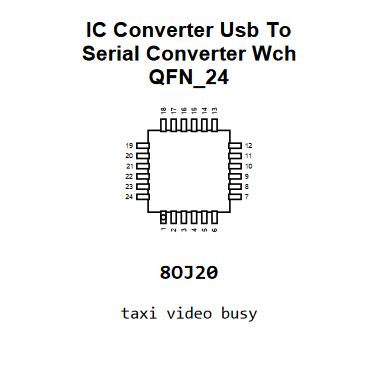 IC Converter Usb To
Serial Converter Wch
QFN_24
18 17 16 15 14 13
19 12
20 11
21 10
22 9
23 8
24 7
1 2 3 4 5 6
8OJ20
taxi video busy